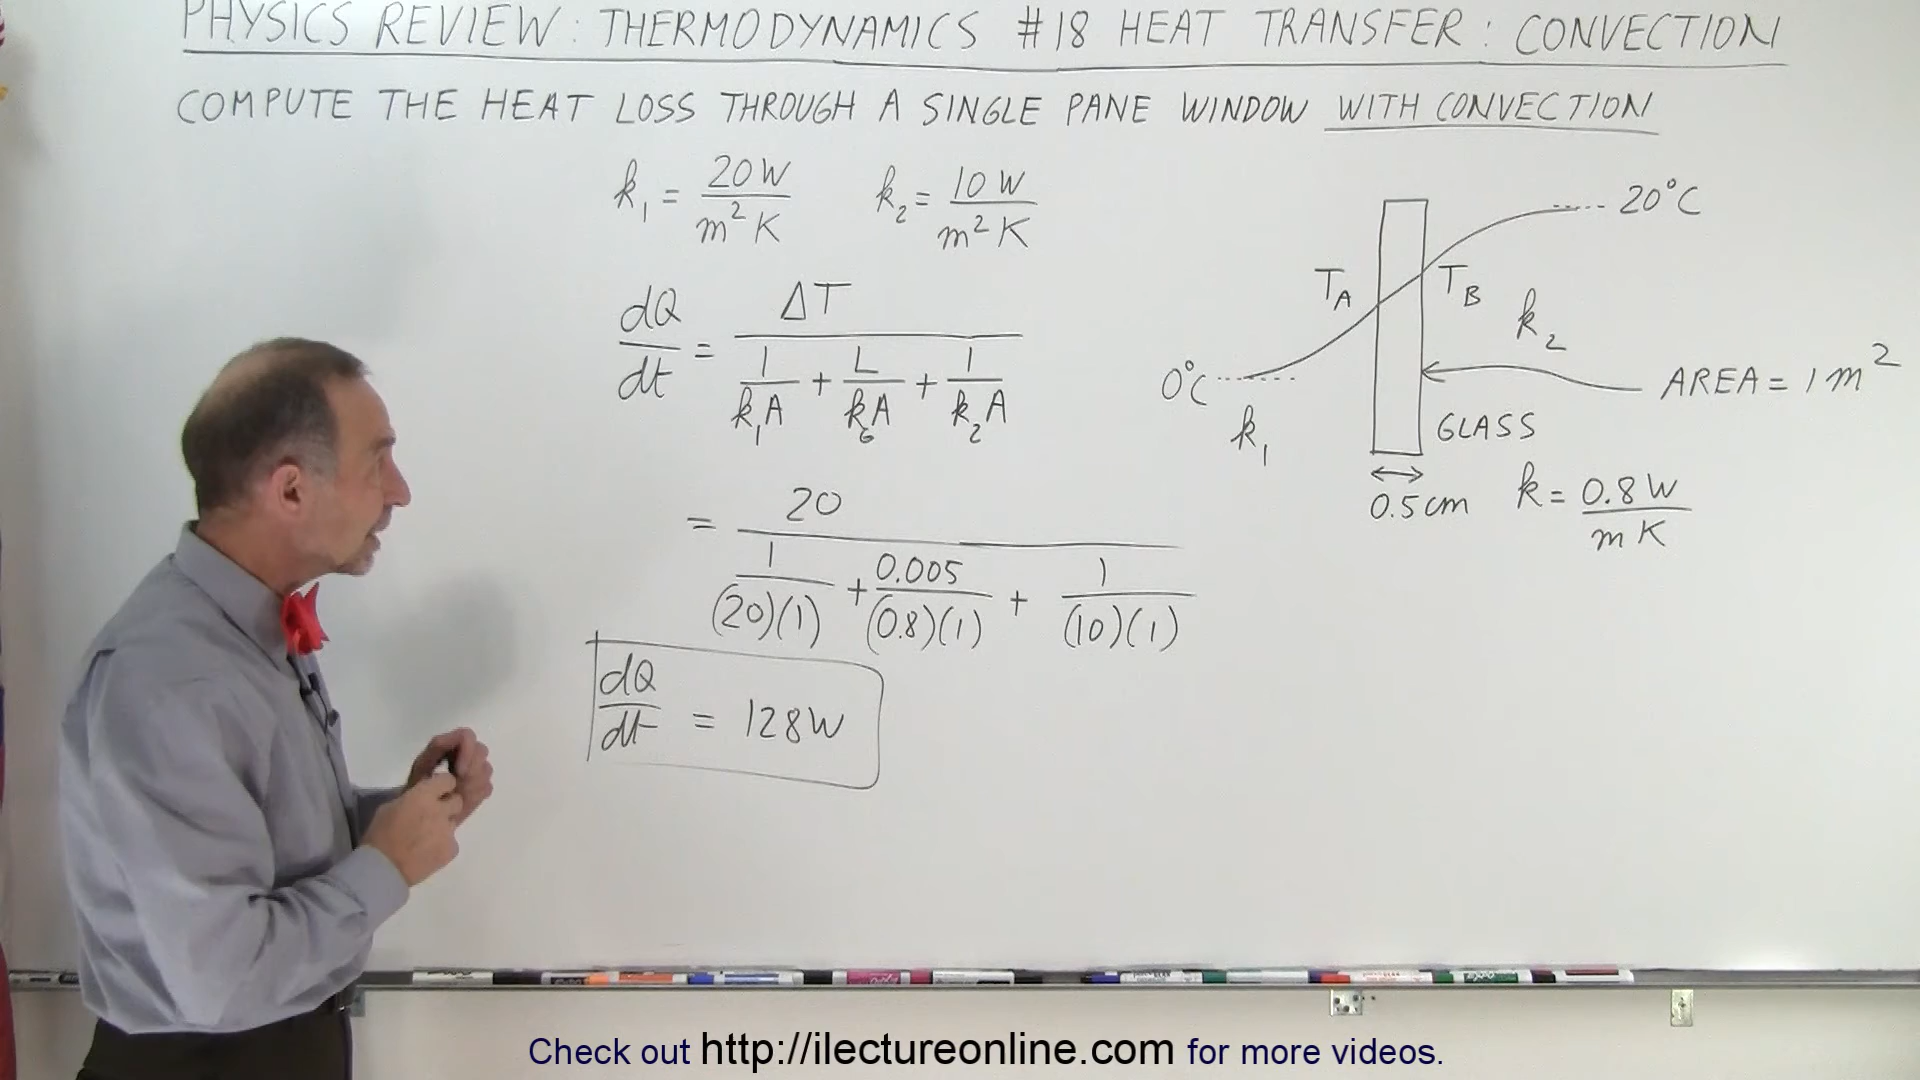 PHYSICS REVIEW: THERMODYNAMICS #18 HEAT TRANSFER: CONVECTION
COMPUTE THE HEAT LOSS THROUGH A SINGLE PANE WINDOW WITH CONVECTION
k₁ = 20 W / m² K    k₂ = 10 W / m² K
dQ/dt = ΔT / (1/(k₁A) + L/(k_G A) + 1/(k₂A))
= 20 / (1/((20)(1)) + 0.005/((0.8)(1)) + 1/((10)(1)))
dQ/dt = 128 W
20°C
T_A
T_B
k₂
0°C
k₁
AREA = 1 m²
GLASS
0.5 cm
k = 0.8 W / m K
Check out http://ilectureonline.com for more videos.